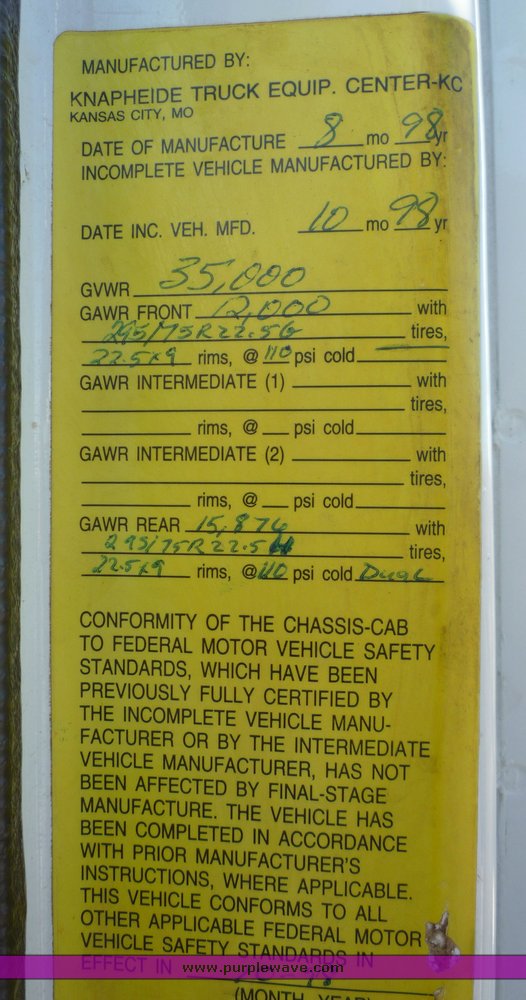 MANUFACTURED BY:
KNAPHEIDE TRUCK EQUIP. CENTER-KC
KANSAS CITY, MO
DATE OF MANUFACTURE 8 mo 98 yr
INCOMPLETE VEHICLE MANUFACTURED BY:
DATE INC. VEH. MFD. 10 mo 98 yr
GVWR 35,000
GAWR FRONT 12,000 with
295/75R22.5G tires,
22.5x9 rims, @ 110 psi cold
GAWR INTERMEDIATE (1) with
tires,
rims, @ psi cold
GAWR INTERMEDIATE (2) with
tires,
rims, @ psi cold
GAWR REAR 15,874 with
295/75R22.5 tires,
22.5x9 rims, @ 110 psi cold Dual
CONFORMITY OF THE CHASSIS-CAB
TO FEDERAL MOTOR VEHICLE SAFETY
STANDARDS, WHICH HAVE BEEN
PREVIOUSLY FULLY CERTIFIED BY
THE INCOMPLETE VEHICLE MANU-
FACTURER OR BY THE INTERMEDIATE
VEHICLE MANUFACTURER, HAS NOT
BEEN AFFECTED BY FINAL-STAGE
MANUFACTURE. THE VEHICLE HAS
BEEN COMPLETED IN ACCORDANCE
WITH PRIOR MANUFACTURER'S
INSTRUCTIONS, WHERE APPLICABLE.
THIS VEHICLE CONFORMS TO ALL
OTHER APPLICABLE FEDERAL MOTOR
VEHICLE SAFETY STANDARDS IN
EFFECT IN
www.purplewave.com
(MONTH, YEAR)